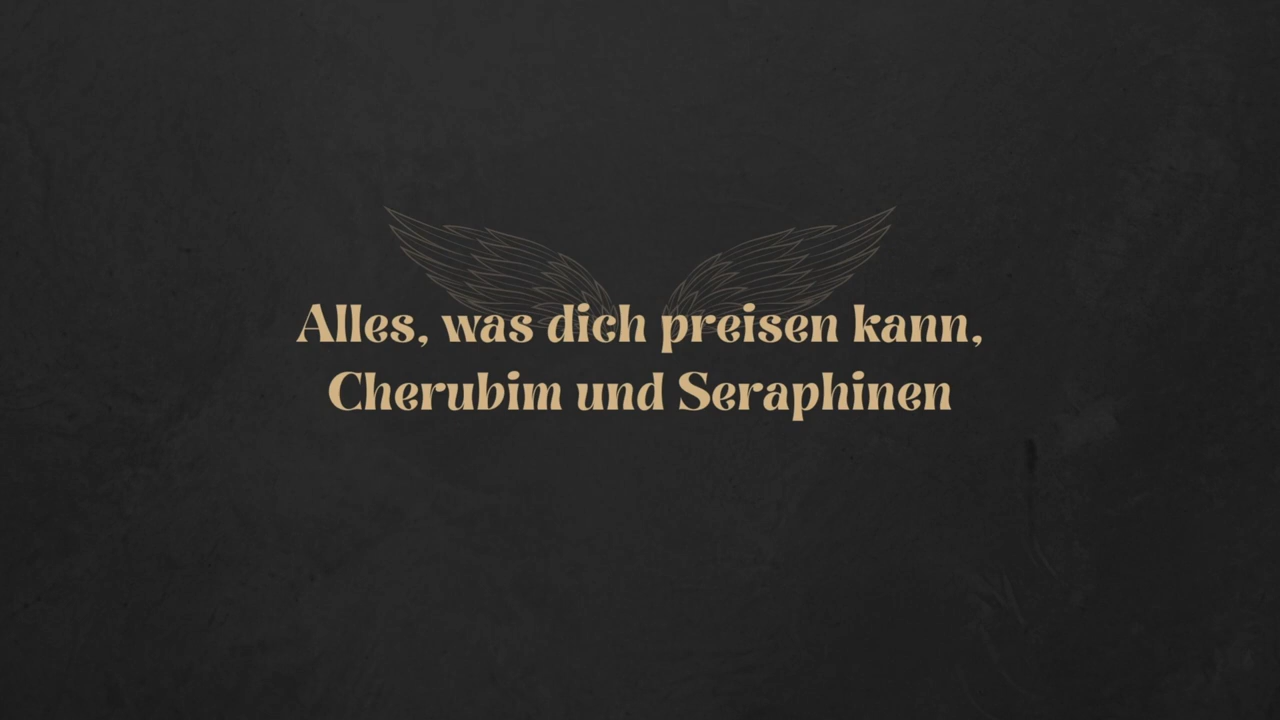 Alles, was dich preisen kann,
Cherubim und Seraphinen